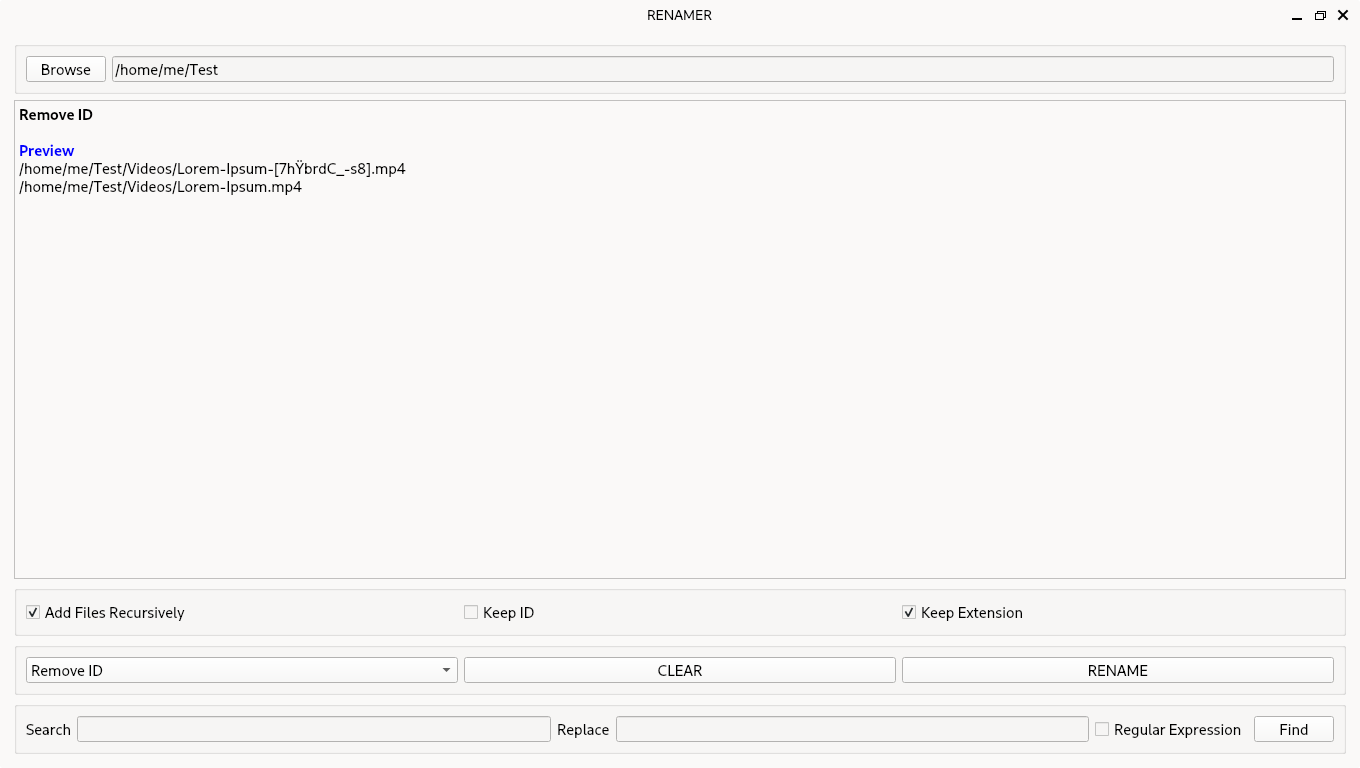 RENAMER
Browse /home/me/Test
Remove ID
Preview
/home/me/Test/Videos/Lorem-Ipsum-[7hŸbrdC_-s8].mp4
/home/me/Test/Videos/Lorem-Ipsum.mp4
Add Files Recursively Keep ID Keep Extension
Remove ID CLEAR RENAME
Search Replace Regular Expression Find